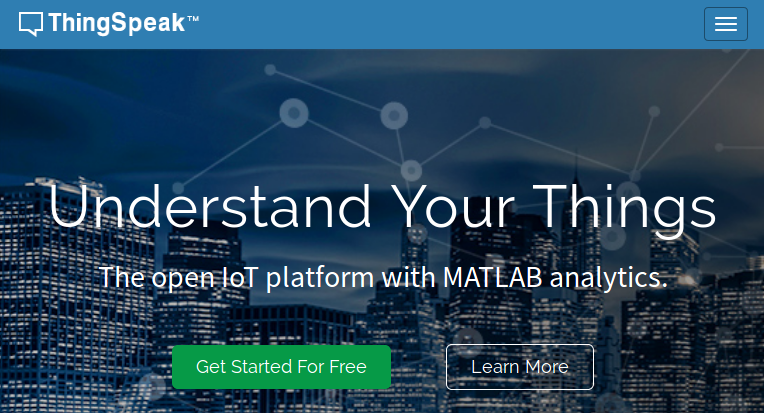 ThingSpeak™
Understand Your Things
The open IoT platform with MATLAB analytics.
Get Started For Free
Learn More